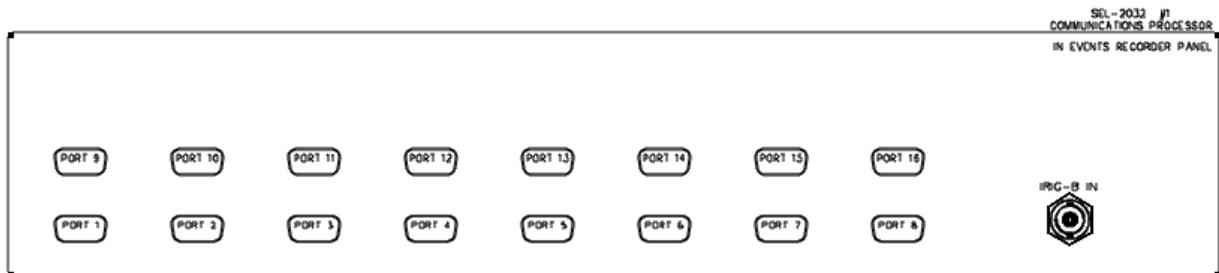 SEL-2032 #1
COMMUNICATIONS PROCESSOR
IN EVENTS RECORDER PANEL
PORT 9 PORT 10 PORT 11 PORT 12 PORT 13 PORT 14 PORT 15 PORT 16
IRIG-B IN
PORT 1 PORT 2 PORT 3 PORT 4 PORT 5 PORT 6 PORT 7 PORT 8